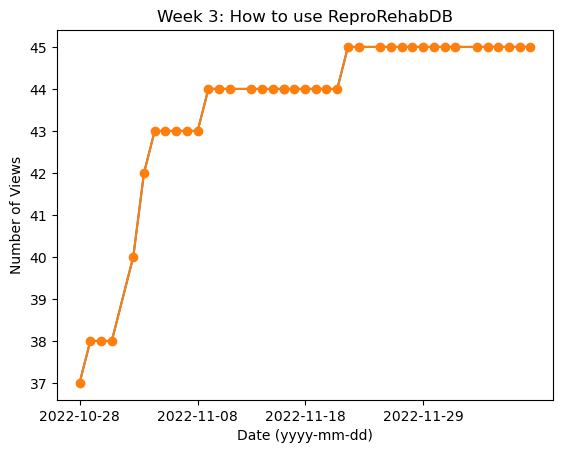 Week 3: How to use ReproRehabDB
Number of Views
45
44
43
42
41
40
39
38
37
2022-10-28 2022-11-08 2022-11-18 2022-11-29
Date (yyyy-mm-dd)